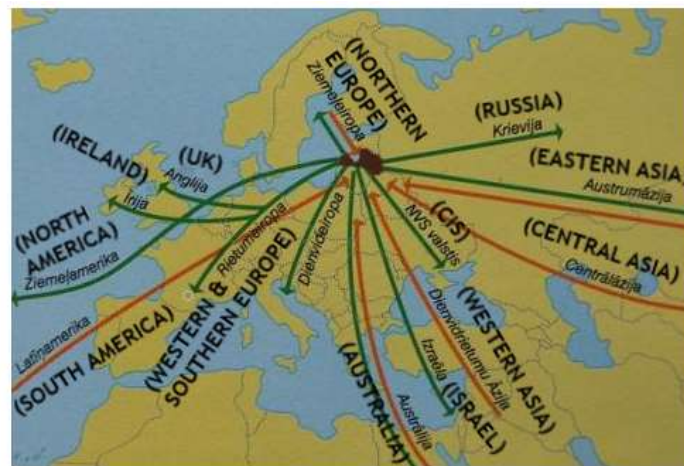 (NORTHERN
EUROPE)
Ziemeļeiropa
(RUSSIA)
Krievija
(IRELAND)
Īrija
(UK)
Anglija
(EASTERN ASIA)
Austrumāzija
(NORTH
AMERICA)
Ziemeļamerika
(CENTRAL ASIA)
Centrālāzija
(CIS)
NVS valstis
Rietumeiropa
Dienvideiropa
(WESTERN &
SOUTHERN EUROPE)
Latīnamerika
(SOUTH AMERICA)
(WESTERN ASIA)
Dienvidrietumu Āzija
Izraēla
(ISRAEL)
(AUSTRALIA)
Austrālija